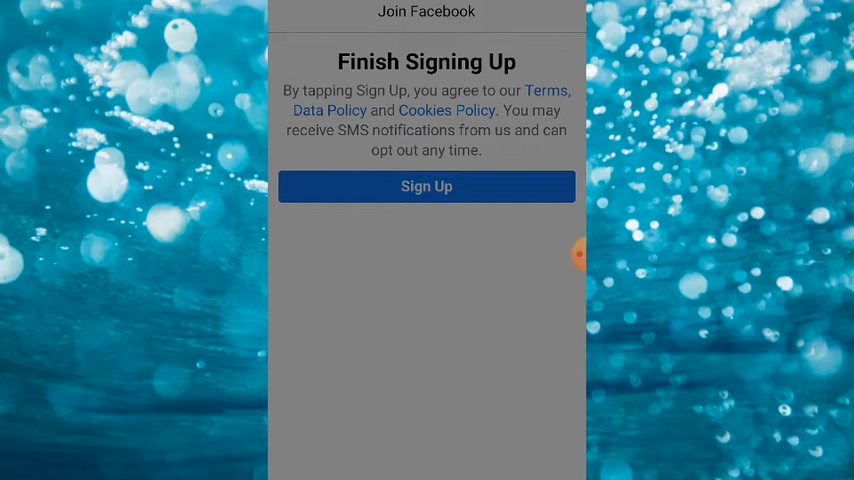 Join Facebook
Finish Signing Up
By tapping Sign Up, you agree to our Terms,
Data Policy and Cookies Policy. You may
receive SMS notifications from us and can
opt out any time.
Sign Up